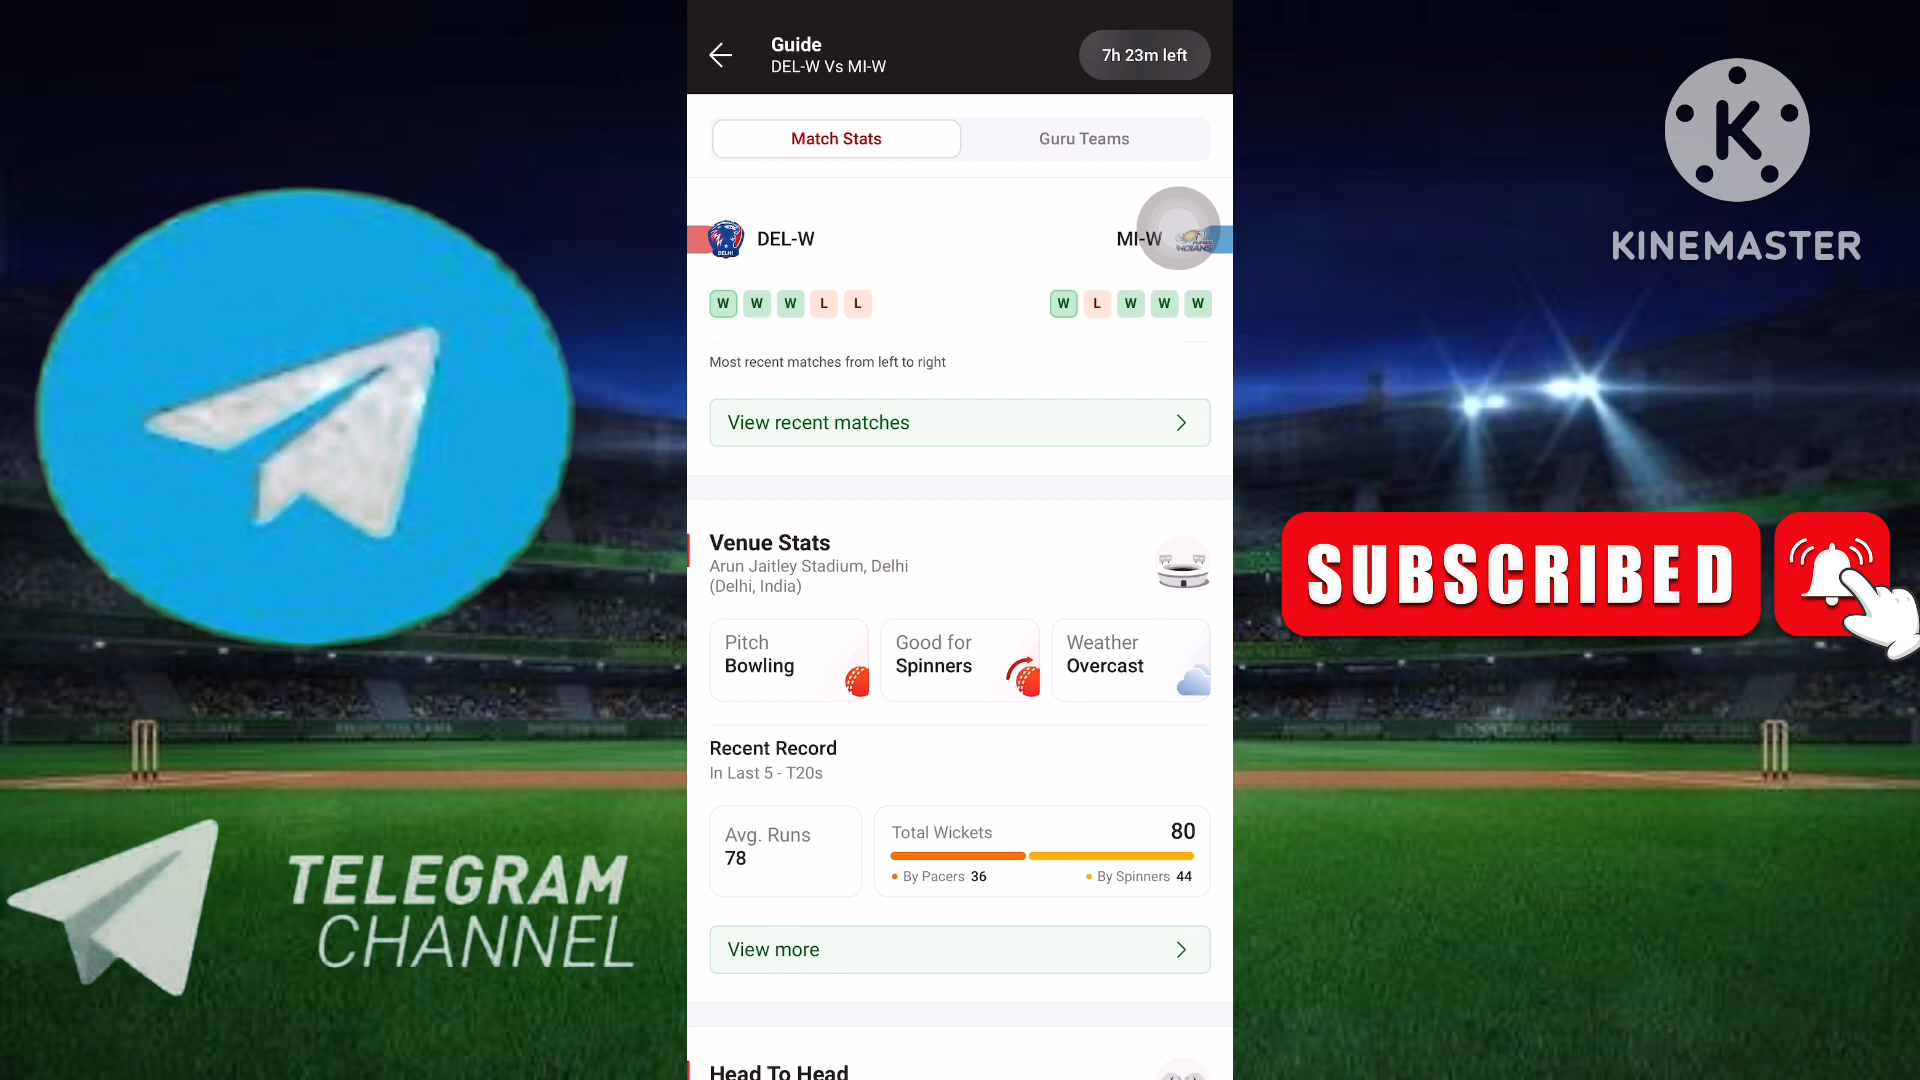 Guide
DEL-W Vs MI-W
7h 23m left
Match Stats
Guru Teams
DELHI
DEL-W
MI-W
INDIANS
W W W L L
W L W W W
Most recent matches from left to right
View recent matches
Venue Stats
Arun Jaitley Stadium, Delhi
(Delhi, India)
Pitch
Bowling
Good for
Spinners
Weather
Overcast
Recent Record
In Last 5 - T20s
Avg. Runs
78
Total Wickets
80
By Pacers 36
By Spinners 44
View more
Head To Head
TELEGRAM
CHANNEL
K
KINEMASTER
SUBSCRIBED